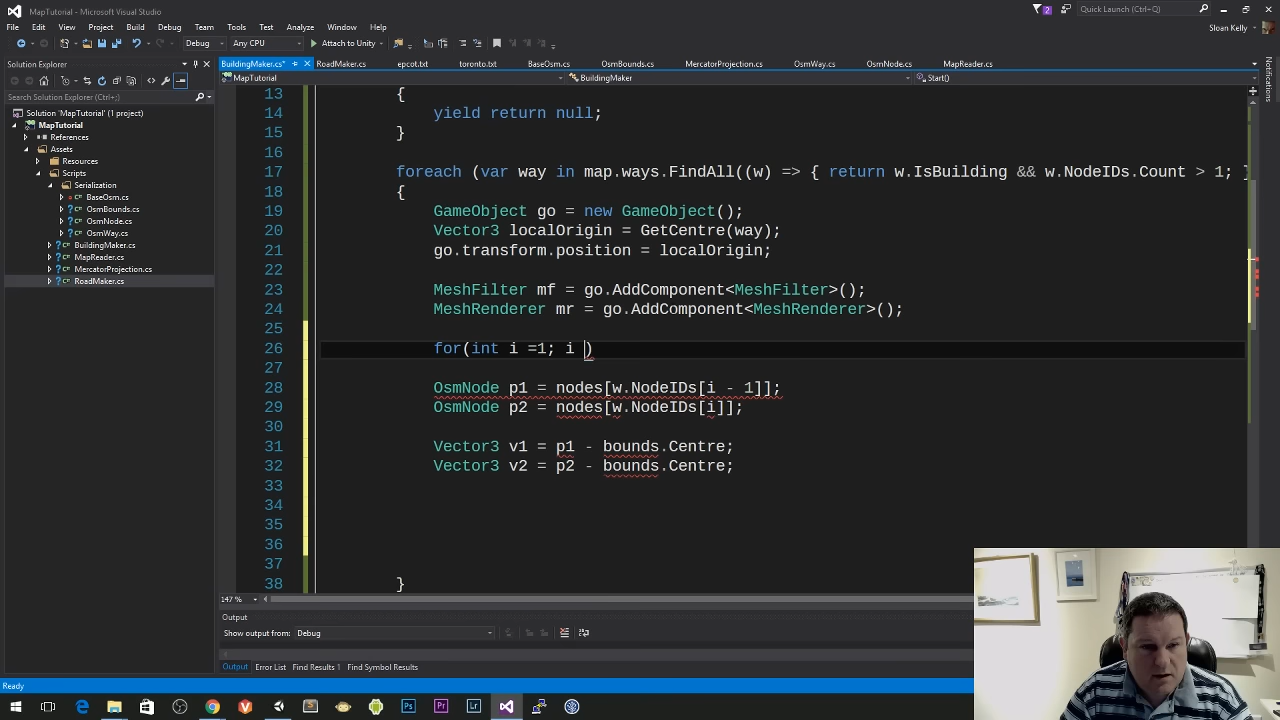 MapTutorial - Microsoft Visual Studio
2
Quick Launch (Ctrl+Q)
File Edit View Project Build Debug Team Tools Test Analyze Window Help
Sloan Kelly
Debug Any CPU Attach to Unity
Solution Explorer
BuildingMaker.cs* RoadMaker.cs epcot.txt toronto.txt BaseOsm.cs OsmBounds.cs MercatorProjection.cs OsmWay.cs OsmNode.cs MapReader.cs
Notifications
MapTutorial BuildingMaker Start()
Search Solution Explorer (Ctrl+;)
Solution 'MapTutorial' (1 project)
MapTutorial
References
Assets
Resources
Scripts
Serialization
BaseOsm.cs
OsmBounds.cs
OsmNode.cs
OsmWay.cs
BuildingMaker.cs
MapReader.cs
MercatorProjection.cs
RoadMaker.cs
13 {
14 yield return null;
15 }
16
17 foreach (var way in map.ways.FindAll((w) => { return w.IsBuilding && w.NodeIDs.Count > 1; }
18 {
19 GameObject go = new GameObject();
20 Vector3 localOrigin = GetCentre(way);
21 go.transform.position = localOrigin;
22
23 MeshFilter mf = go.AddComponent<MeshFilter>();
24 MeshRenderer mr = go.AddComponent<MeshRenderer>();
25
26 for(int i =1; i )
27
28 OsmNode p1 = nodes[w.NodeIDs[i - 1]];
29 OsmNode p2 = nodes[w.NodeIDs[i]];
30
31 Vector3 v1 = p1 - bounds.Centre;
32 Vector3 v2 = p2 - bounds.Centre;
33
34
35
36
37
38 }
147 %
Output
Show output from: Debug
Output Error List Find Results 1 Find Symbol Results
Ready